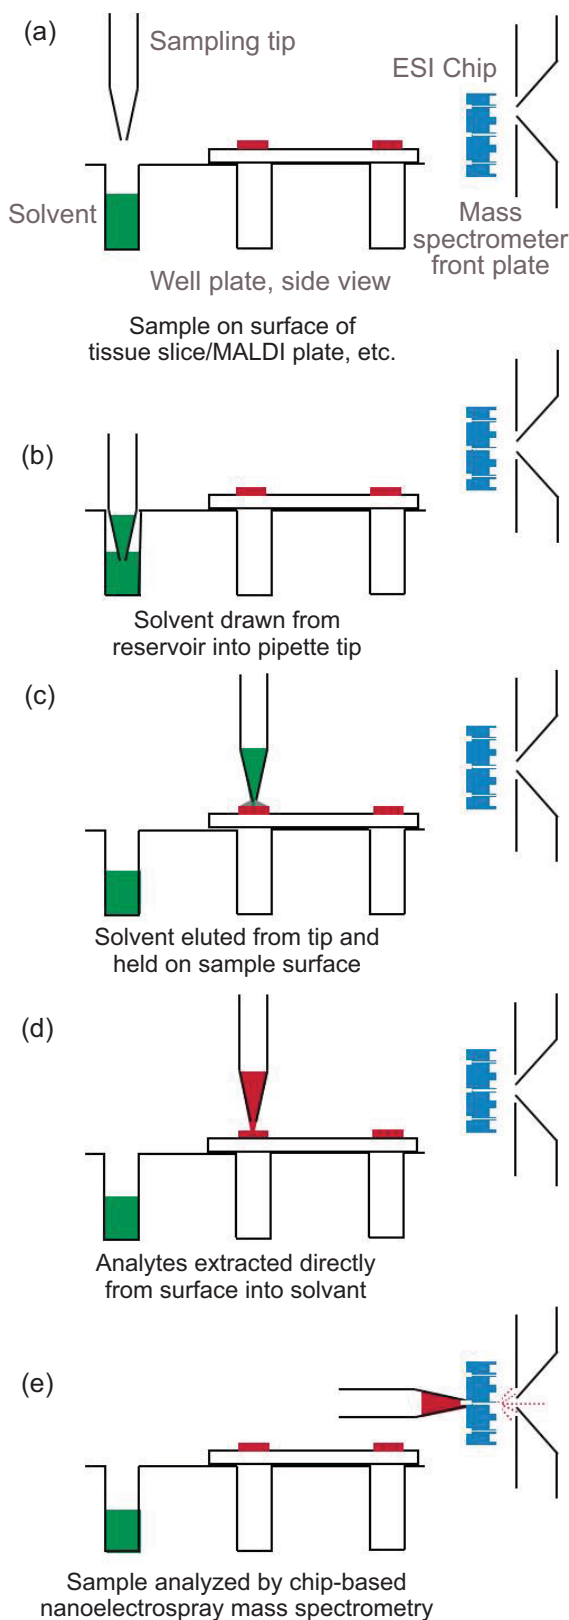 (a)
Sampling tip
ESI Chip
Solvent
Mass
spectrometer
front plate
Well plate, side view
Sample on surface of
tissue slice/MALDI plate, etc.
(b)
Solvent drawn from
reservoir into pipette tip
(c)
Solvent eluted from tip and
held on sample surface
(d)
Analytes extracted directly
from surface into solvant
(e)
Sample analyzed by chip-based
nanoelectrospray mass spectrometry